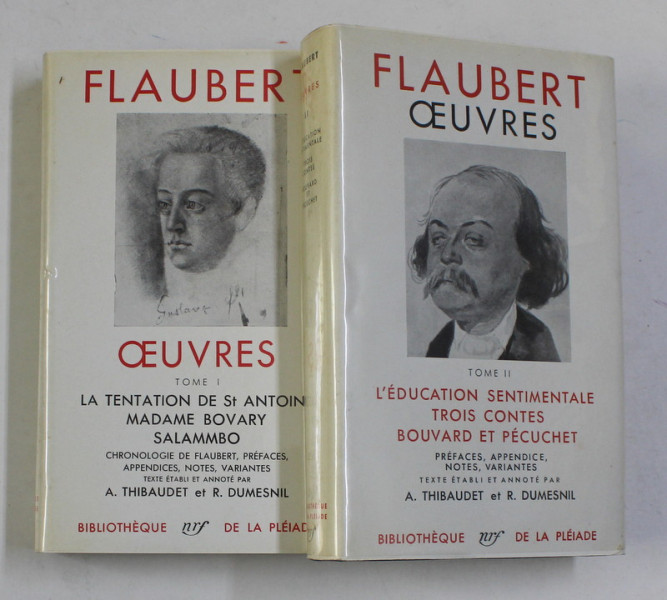 FLAUBERT
Gustave
ŒUVRES
TOME I
LA TENTATION DE St ANTOIN
MADAME BOVARY
SALAMMBO
CHRONOLOGIE DE FLAUBERT, PRÉFACES,
APPENDICES, NOTES, VARIANTES
TEXTE ÉTABLI ET ANNOTÉ PAR
A. THIBAUDET et R. DUMESNIL
BIBLIOTHÈQUE nrf DE LA PLÉIAD
FLAUBERT
ŒUVRES
TOME II
L'ÉDUCATION SENTIMENTALE
TROIS CONTES
BOUVARD ET PÉCUCHET
PRÉFACES, APPENDICE,
NOTES, VARIANTES
TEXTE ÉTABLI ET ANNOTÉ PAR
A. THIBAUDET et R. DUMESNIL
BIBLIOTHÈQUE nrf DE LA PLÉIADE